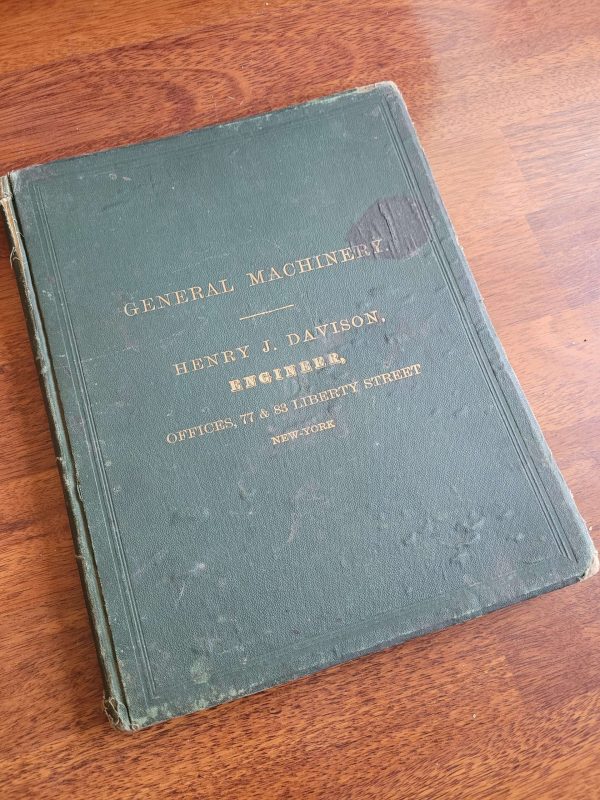 GENERAL MACHINERY.
HENRY J. DAVISON,
ENGINEER,
OFFICES, 77 & 83 LIBERTY STREET
NEW-YORK